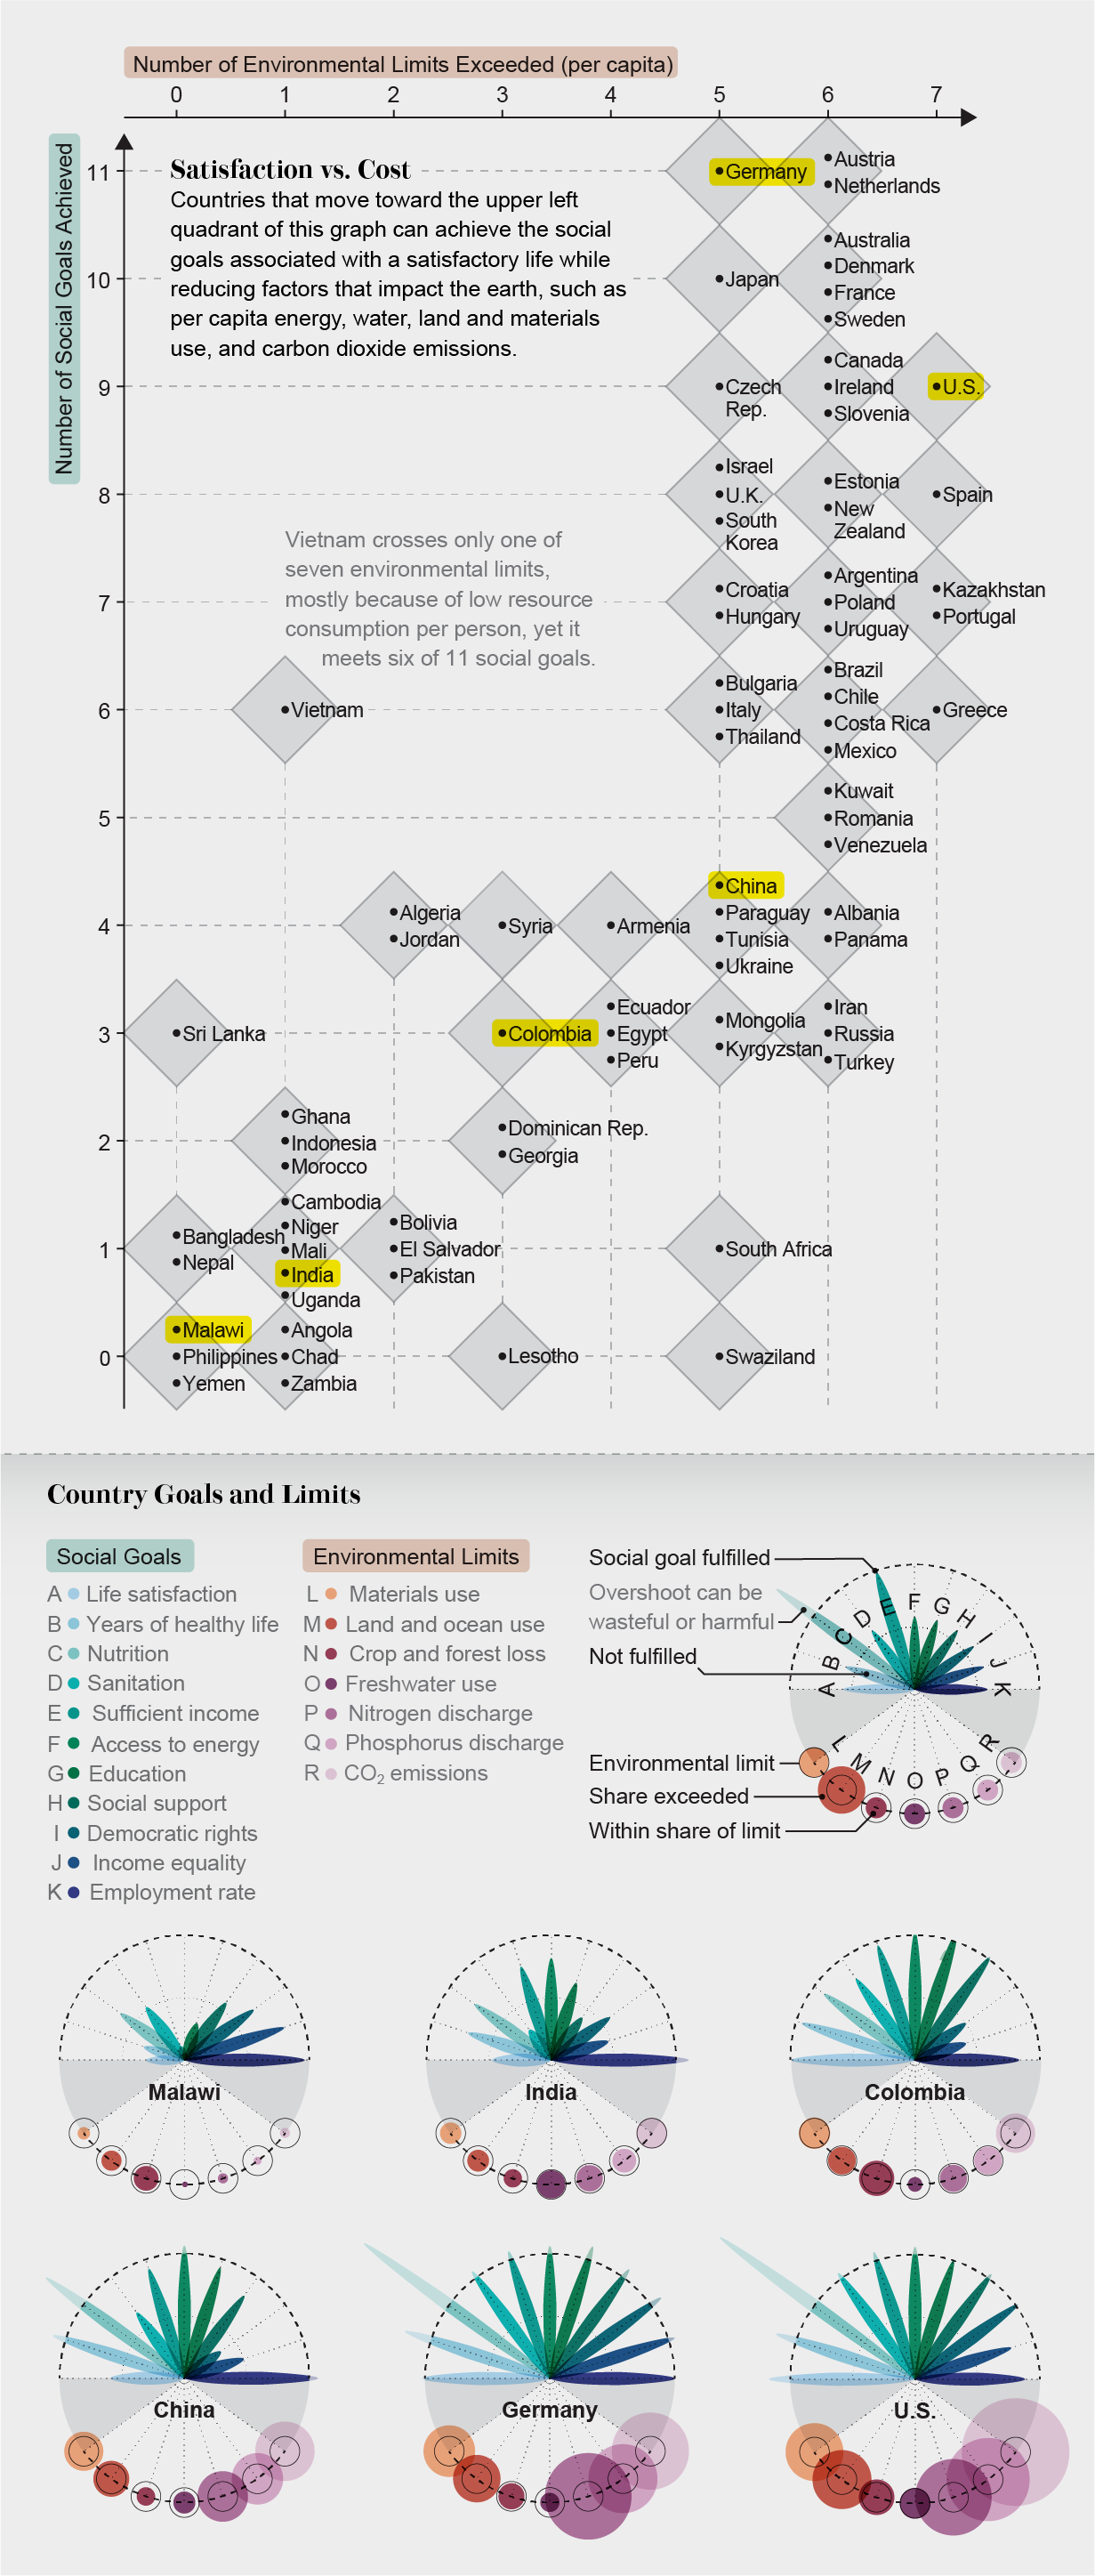 Number of Environmental Limits Exceeded (per capita)
0 1 2 3 4 5 6 7
Number of Social Goals Achieved
Satisfaction vs. Cost
Countries that move toward the upper left
quadrant of this graph can achieve the social
goals associated with a satisfactory life while
reducing factors that impact the earth, such as
per capita energy, water, land and materials
use, and carbon dioxide emissions.
11
Germany
Austria
Netherlands
10
Japan
Australia
Denmark
France
Sweden
9
Czech
Rep.
Canada
Ireland
Slovenia
U.S.
8
Israel
U.K.
South
Korea
Estonia
New
Zealand
Spain
Vietnam crosses only one of
seven environmental limits,
mostly because of low resource
consumption per person, yet it
meets six of 11 social goals.
7
Croatia
Hungary
Argentina
Poland
Uruguay
Kazakhstan
Portugal
6
Vietnam
Bulgaria
Italy
Thailand
Brazil
Chile
Costa Rica
Mexico
Greece
5
Kuwait
Romania
Venezuela
4
Algeria
Jordan
Syria
Armenia
China
Paraguay
Tunisia
Ukraine
Albania
Panama
3
Sri Lanka
Colombia
Ecuador
Egypt
Peru
Mongolia
Kyrgyzstan
Iran
Russia
Turkey
2
Ghana
Indonesia
Morocco
Dominican Rep.
Georgia
1
Bangladesh
Nepal
Cambodia
Niger
Mali
India
Uganda
Bolivia
El Salvador
Pakistan
South Africa
0
Malawi
Philippines
Yemen
Angola
Chad
Zambia
Lesotho
Swaziland
Country Goals and Limits
Social Goals
A Life satisfaction
B Years of healthy life
C Nutrition
D Sanitation
E Sufficient income
F Access to energy
G Education
H Social support
I Democratic rights
J Income equality
K Employment rate
Environmental Limits
L Materials use
M Land and ocean use
N Crop and forest loss
O Freshwater use
P Nitrogen discharge
Q Phosphorus discharge
R CO₂ emissions
Social goal fulfilled
Overshoot can be
wasteful or harmful
Not fulfilled
A B C D E F G H I J K
Environmental limit
Share exceeded
Within share of limit
L M N O P Q R
Malawi
India
Colombia
China
Germany
U.S.